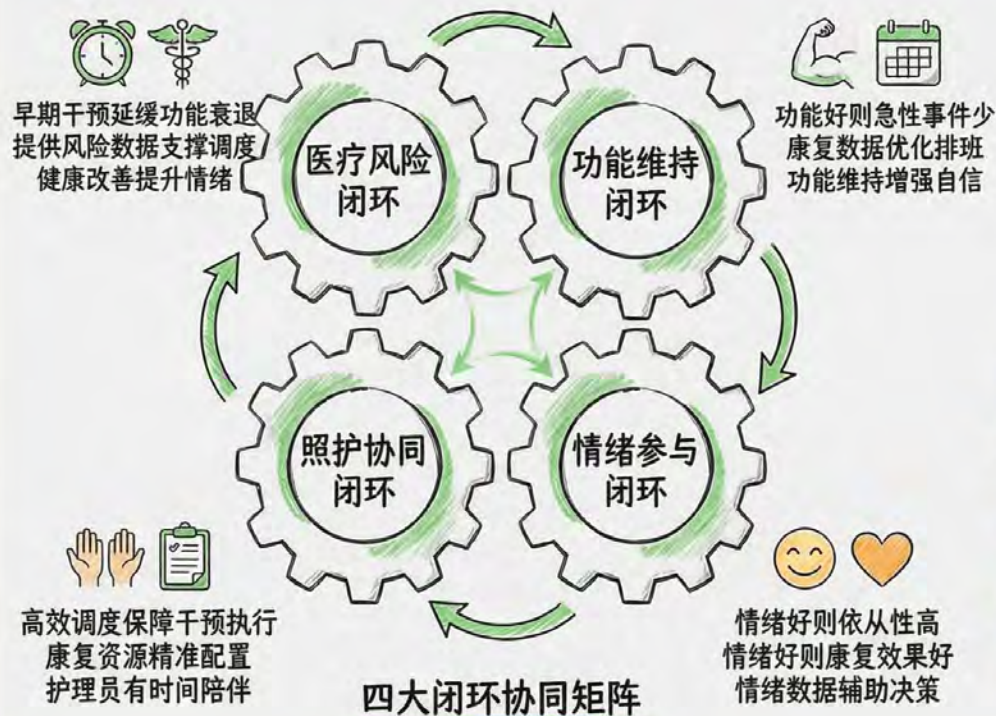 早期干预延缓功能衰退
提供风险数据支撑调度
健康改善提升情绪
医疗风险
闭环
功能维持
闭环
功能好则急性事件少
康复数据优化排班
功能维持增强自信
照护协同
闭环
情绪参与
闭环
高效调度保障干预执行
康复资源精准配置
护理员有时间陪伴
情绪好则依从性高
情绪好则康复效果好
情绪数据辅助决策
四大闭环协同矩阵